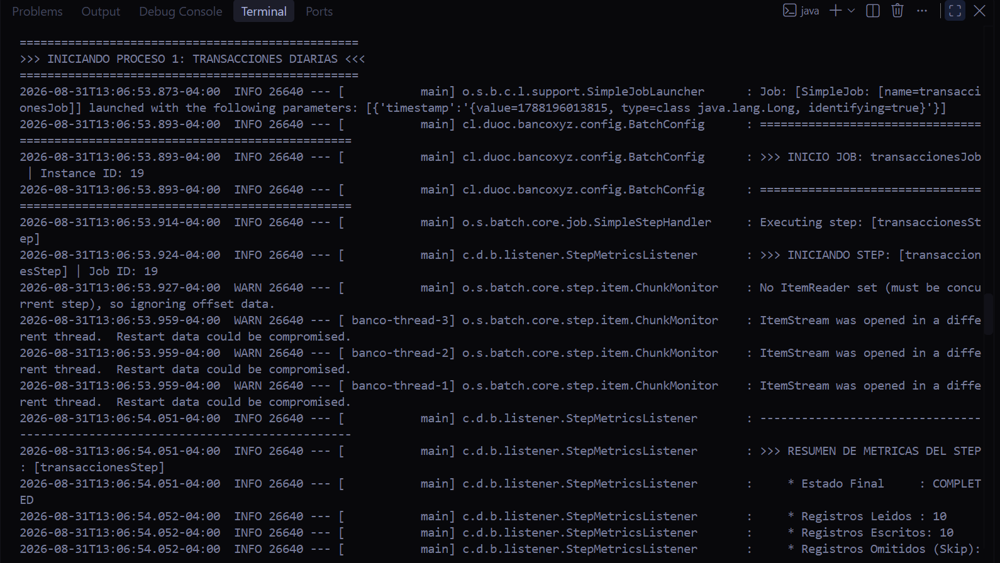 Problems Output Debug Console Terminal Ports java
=================================================
>>> INICIANDO PROCESO 1: TRANSACCIONES DIARIAS <<<
=================================================
2026-08-31T13:06:53.873-04:00  INFO 26640 --- [           main] o.s.b.c.l.support.SimpleJobLauncher      : Job: [SimpleJob: [name=transacci
onesJob]] launched with the following parameters: [{'timestamp':'{value=1788196013815, type=class java.lang.Long, identifying=true}'}]
2026-08-31T13:06:53.893-04:00  INFO 26640 --- [           main] cl.duoc.bancoxyz.config.BatchConfig      : ================================
================================================
2026-08-31T13:06:53.893-04:00  INFO 26640 --- [           main] cl.duoc.bancoxyz.config.BatchConfig      : >>> INICIO JOB: transaccionesJob
 | Instance ID: 19
2026-08-31T13:06:53.893-04:00  INFO 26640 --- [           main] cl.duoc.bancoxyz.config.BatchConfig      : ================================
================================================
2026-08-31T13:06:53.914-04:00  INFO 26640 --- [           main] o.s.batch.core.job.SimpleStepHandler     : Executing step: [transaccionesSt
ep]
2026-08-31T13:06:53.924-04:00  INFO 26640 --- [           main] c.d.b.listener.StepMetricsListener       : >>> INICIANDO STEP: [transaccion
esStep] | Job ID: 19
2026-08-31T13:06:53.927-04:00  WARN 26640 --- [           main] o.s.batch.core.step.item.ChunkMonitor    : No ItemReader set (must be concu
rrent step), so ignoring offset data.
2026-08-31T13:06:53.959-04:00  WARN 26640 --- [ banco-thread-3] o.s.batch.core.step.item.ChunkMonitor    : ItemStream was opened in a diffe
rent thread.  Restart data could be compromised.
2026-08-31T13:06:53.959-04:00  WARN 26640 --- [ banco-thread-2] o.s.batch.core.step.item.ChunkMonitor    : ItemStream was opened in a diffe
rent thread.  Restart data could be compromised.
2026-08-31T13:06:53.959-04:00  WARN 26640 --- [ banco-thread-1] o.s.batch.core.step.item.ChunkMonitor    : ItemStream was opened in a diffe
rent thread.  Restart data could be compromised.
2026-08-31T13:06:54.051-04:00  INFO 26640 --- [           main] c.d.b.listener.StepMetricsListener       : --------------------------------
------------------------------------------------
2026-08-31T13:06:54.051-04:00  INFO 26640 --- [           main] c.d.b.listener.StepMetricsListener       : >>> RESUMEN DE METRICAS DEL STEP
: [transaccionesStep]
2026-08-31T13:06:54.051-04:00  INFO 26640 --- [           main] c.d.b.listener.StepMetricsListener       :     * Estado Final     : COMPLET
ED
2026-08-31T13:06:54.052-04:00  INFO 26640 --- [           main] c.d.b.listener.StepMetricsListener       :     * Registros Leidos : 10
2026-08-31T13:06:54.052-04:00  INFO 26640 --- [           main] c.d.b.listener.StepMetricsListener       :     * Registros Escritos: 10
2026-08-31T13:06:54.052-04:00  INFO 26640 --- [           main] c.d.b.listener.StepMetricsListener       :     * Registros Omitidos (Skip):